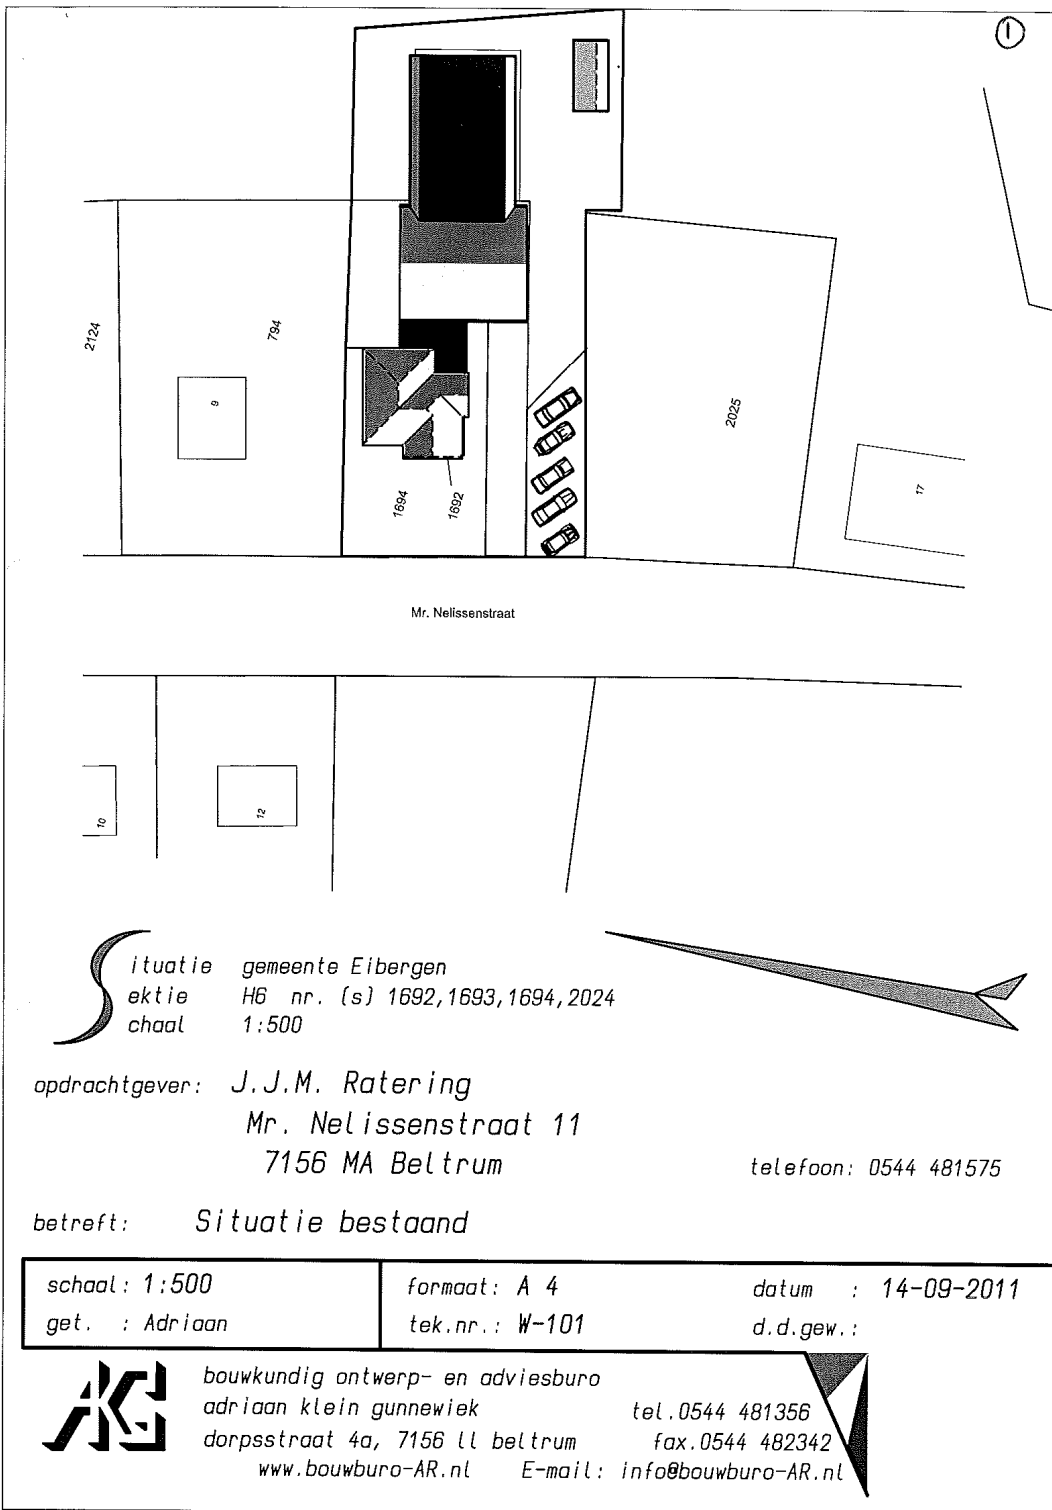 1
2124
794
9
2025
17
1694
1692
Mr. Nelissenstraat
10
12
Situatie gemeente Eibergen
Sektie H6 nr. (s) 1692,1693,1694,2024
Schaal 1:500
opdrachtgever: J.J.M. Ratering
Mr. Nelissenstraat 11
7156 MA Beltrum telefoon: 0544 481575
betreft: Situatie bestaand
schaal: 1:500 formaat: A 4 datum : 14-09-2011
get. : Adriaan tek.nr.: W-101 d.d.gew.:
AKG
bouwkundig ontwerp- en adviesburo
adriaan klein gunnewiek tel.0544 481356
dorpsstraat 4a, 7156 ll beltrum fax.0544 482342
www.bouwburo-AR.nl E-mail: info@bouwburo-AR.nl